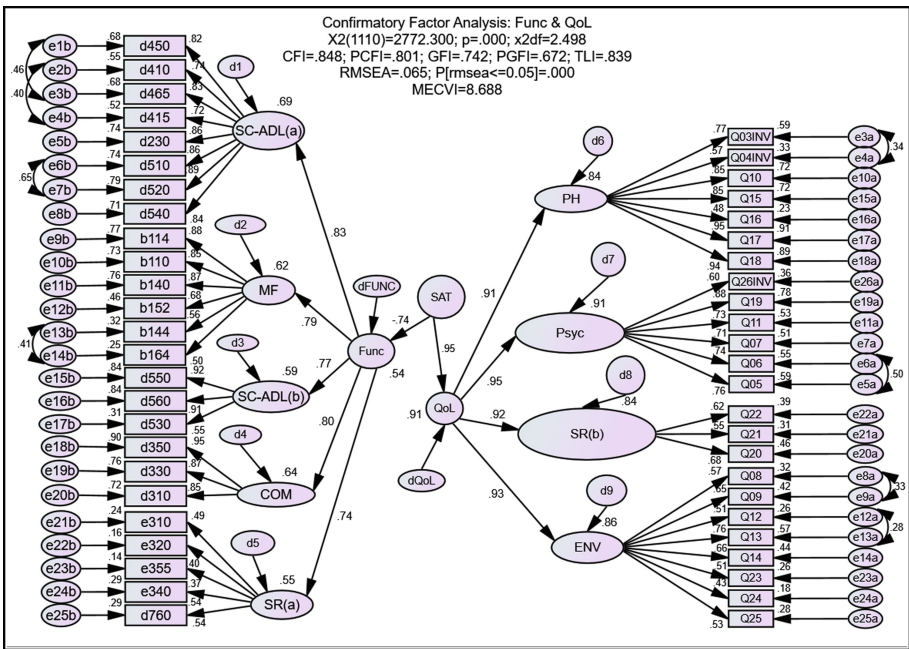 Confirmatory Factor Analysis: Func & QoL
X2(1110)=2772.300; p=.000; x2df=2.498
CFI=.848; PCFI=.801; GFI=.742; PGFI=.672; TLI=.839
RMSEA=.065; P[rmsea<=0.05]=.000
MECVI=8.688
e1b .68 d450 .82
e2b .55 d410 .74
.46
e3b .68 d465 .83
.40
e4b .52 d415 .72
e5b .74 d230 .86
e6b .74 d510 .86
.65
e7b .79 d520 .89
e8b .71 d540 .84
d1
.69
SC-ADL(a)
e9b .77 b114 .88
e10b .73 b110 .85
e11b .76 b140 .87
e12b .46 b152 .68
e13b .32 b144 .56
.41
e14b .25 b164 .50
d2
.62
MF
e15b .84 d550 .92
e16b .84 d560
e17b .31 d530 .91
.55
d3
.59
SC-ADL(b)
e18b .90 d350 .95
e19b .76 d330 .87
e20b .72 d310 .85
d4
.64
COM
e21b .24 e310 .49
e22b .16 e320
e23b .14 e355 .40
e24b .29 e340 .37
e25b .29 d760 .54
.54
d5
.55
SR(a)
.83
.79
.77
.80
.74
dFUNC
Func
.54
SAT
-.74
.95
.91
QoL
dQoL
.91
.95
.92
.93
d6
.84
PH
.77 Q03INV .59 e3a
.57 Q04INV .33 e4a
.34
.85 Q10 .72 e10a
.85 Q15 .72 e15a
.48 Q16 .23 e16a
.95 Q17 .91 e17a
.94 Q18 .89 e18a
d7
.91
Psyc
.60 Q26INV .36 e26a
.88 Q19 .78 e19a
.73 Q11 .53 e11a
.71 Q07 .51 e7a
.74 Q06 .55 e6a
.50
.76 Q05 .59 e5a
d8
.84
SR(b)
.62 Q22 .39 e22a
.55 Q21 .31 e21a
.68 Q20 .46 e20a
d9
.86
ENV
.57 Q08 .32 e8a
.33
.65 Q09 .42 e9a
.51 Q12 .26 e12a
.28
.76 Q13 .57 e13a
.66 Q14 .44 e14a
.51 Q23 .26 e23a
.43 Q24 .18 e24a
.53 Q25 .28 e25a